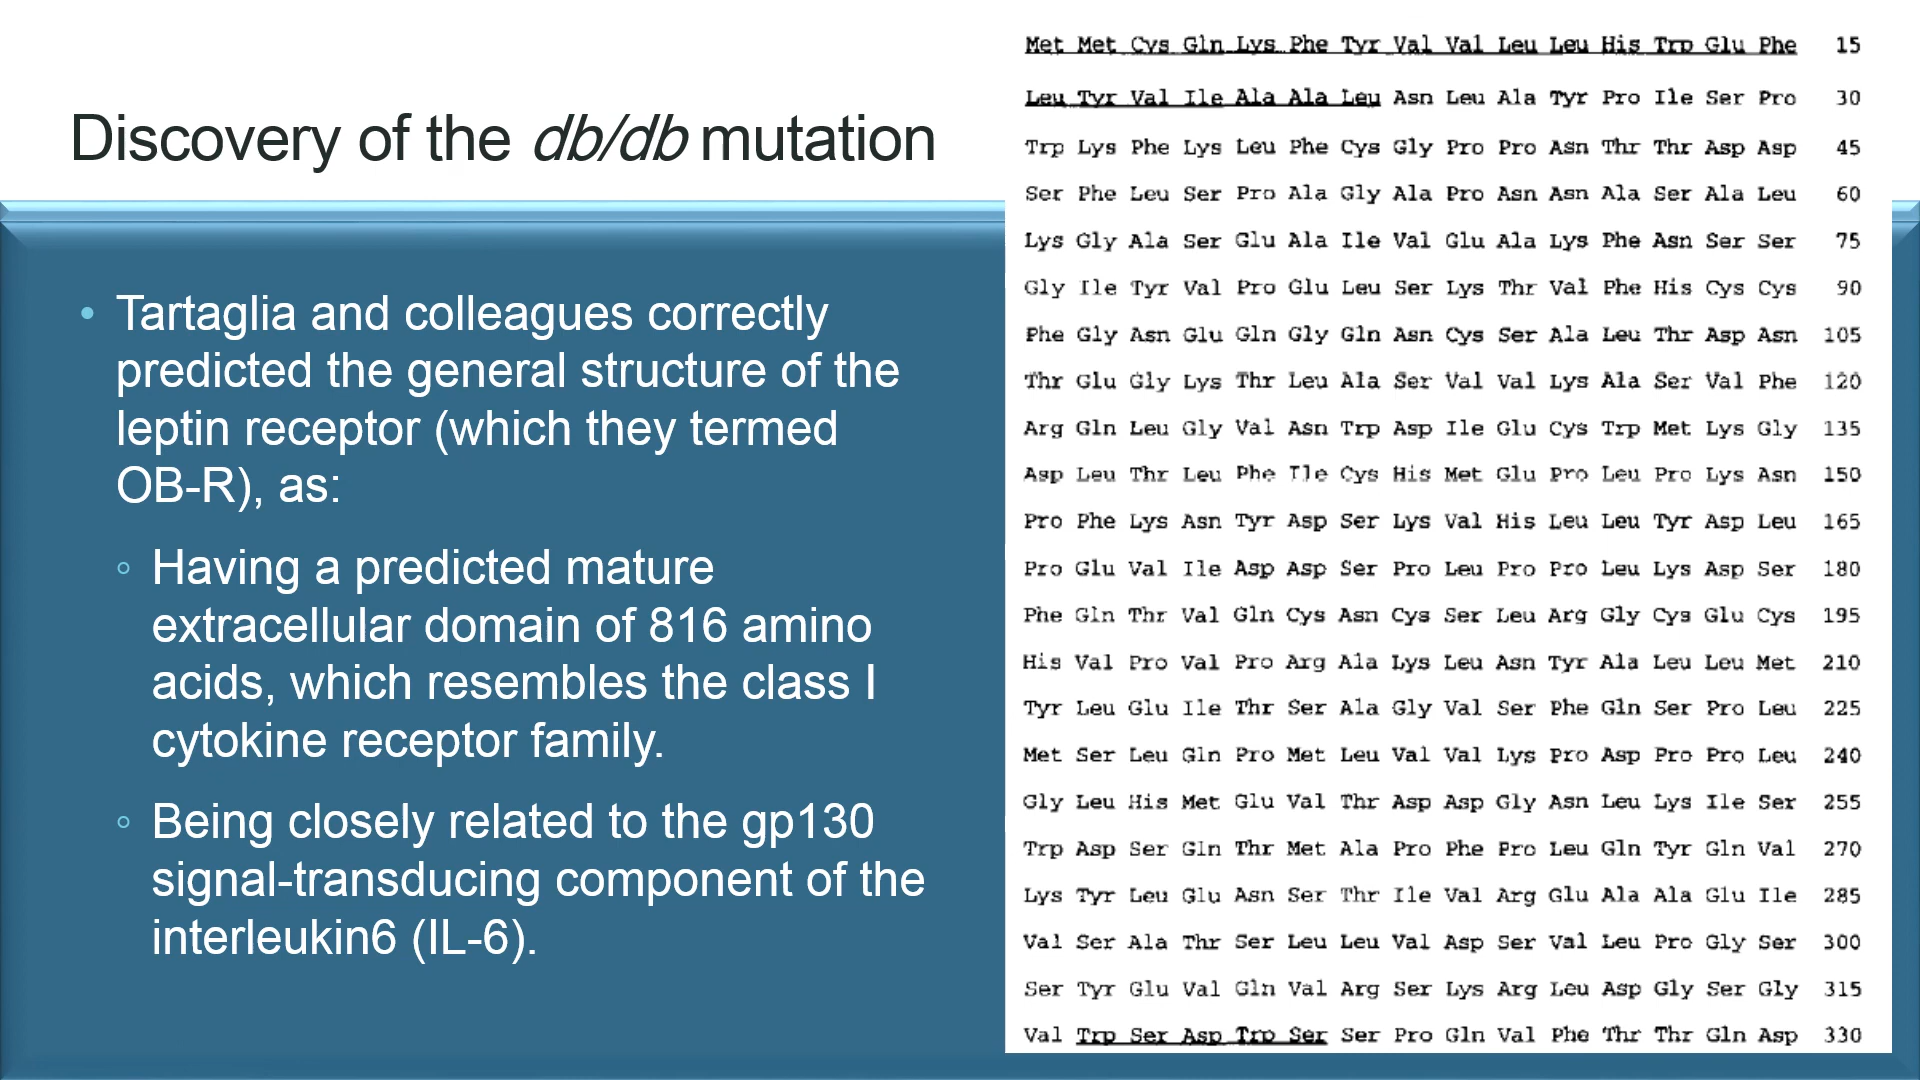 Discovery of the db/db mutation
• Tartaglia and colleagues correctly
predicted the general structure of the
leptin receptor (which they termed
OB-R), as:
◦ Having a predicted mature
extracellular domain of 816 amino
acids, which resembles the class I
cytokine receptor family.
◦ Being closely related to the gp130
signal-transducing component of the
interleukin6 (IL-6).
Met Met Cys Gln Lys Phe Tyr Val Val Leu Leu His Trp Glu Phe 15
Leu Tyr Val Ile Ala Ala Leu Asn Leu Ala Tyr Pro Ile Ser Pro 30
Trp Lys Phe Lys Leu Phe Cys Gly Pro Pro Asn Thr Thr Asp Asp 45
Ser Phe Leu Ser Pro Ala Gly Ala Pro Asn Asn Ala Ser Ala Leu 60
Lys Gly Ala Ser Glu Ala Ile Val Glu Ala Lys Phe Asn Ser Ser 75
Gly Ile Tyr Val Pro Glu Leu Ser Lys Thr Val Phe His Cys Cys 90
Phe Gly Asn Glu Gln Gly Gln Asn Cys Ser Ala Leu Thr Asp Asn 105
Thr Glu Gly Lys Thr Leu Ala Ser Val Val Lys Ala Ser Val Phe 120
Arg Gln Leu Gly Val Asn Trp Asp Ile Glu Cys Trp Met Lys Gly 135
Asp Leu Thr Leu Phe Ile Cys His Met Glu Pro Leu Pro Lys Asn 150
Pro Phe Lys Asn Tyr Asp Ser Lys Val His Leu Leu Tyr Asp Leu 165
Pro Glu Val Ile Asp Asp Ser Pro Leu Pro Pro Leu Lys Asp Ser 180
Phe Gln Thr Val Gln Cys Asn Cys Ser Leu Arg Gly Cys Glu Cys 195
His Val Pro Val Pro Arg Ala Lys Leu Asn Tyr Ala Leu Leu Met 210
Tyr Leu Glu Ile Thr Ser Ala Gly Val Ser Phe Gln Ser Pro Leu 225
Met Ser Leu Gln Pro Met Leu Val Val Lys Pro Asp Pro Pro Leu 240
Gly Leu His Met Glu Val Thr Asp Asp Gly Asn Leu Lys Ile Ser 255
Trp Asp Ser Gln Thr Met Ala Pro Phe Pro Leu Gln Tyr Gln Val 270
Lys Tyr Leu Glu Asn Ser Thr Ile Val Arg Glu Ala Ala Glu Ile 285
Val Ser Ala Thr Ser Leu Leu Val Asp Ser Val Leu Pro Gly Ser 300
Ser Tyr Glu Val Gln Val Arg Ser Lys Arg Leu Asp Gly Ser Gly 315
Val Trp Ser Asp Trp Ser Ser Pro Gln Val Phe Thr Thr Gln Asp 330